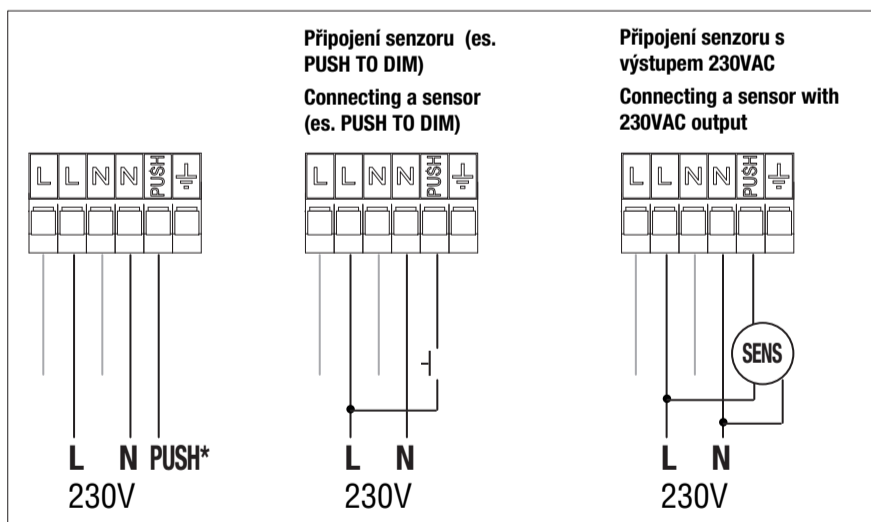 Připojení senzoru (es.
PUSH TO DIM)
Connecting a sensor
(es. PUSH TO DIM)
Připojení senzoru s
výstupem 230VAC
Connecting a sensor with
230VAC output
L L N N PUSH
L L N N PUSH
L L N N PUSH
SENS
L N PUSH*
230V
L N
230V
L N
230V